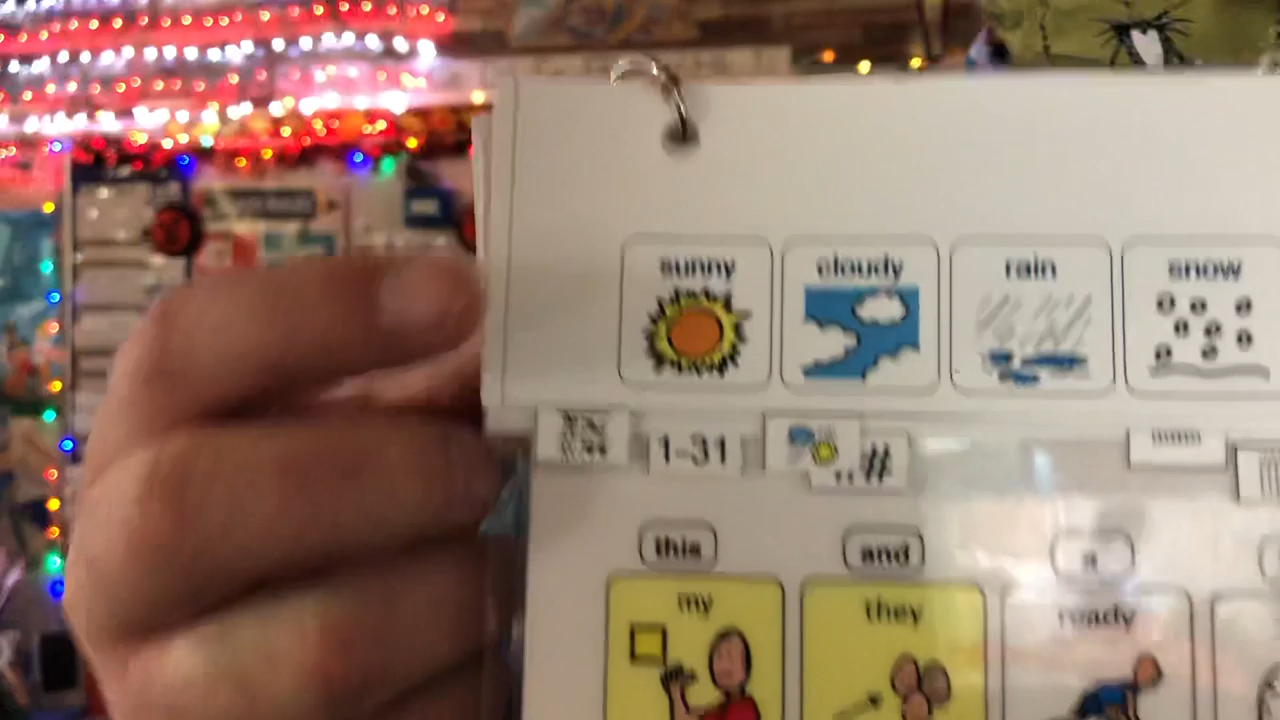 sunny cloudy rain snow
1-31
..#
this and a
my they ready